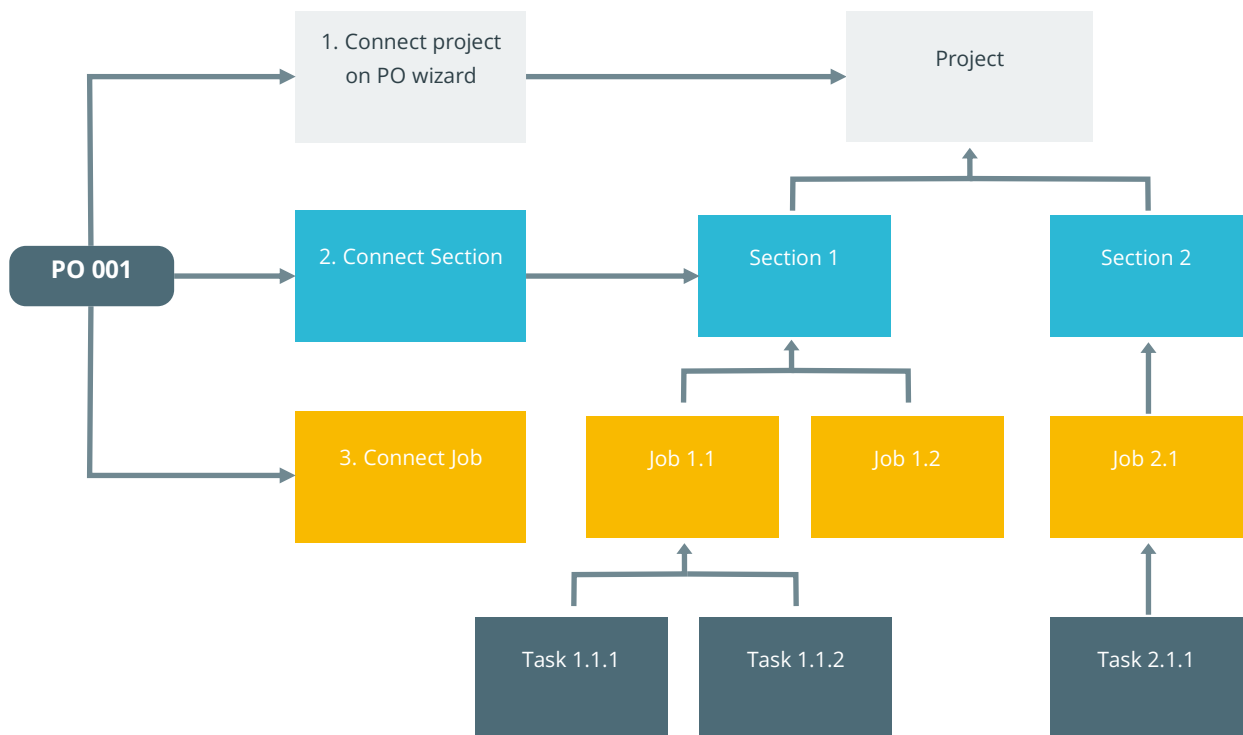 1. Connect project
on PO wizard
Project
PO 001
2. Connect Section
Section 1
Section 2
3. Connect Job
Job 1.1
Job 1.2
Job 2.1
Task 1.1.1
Task 1.1.2
Task 2.1.1